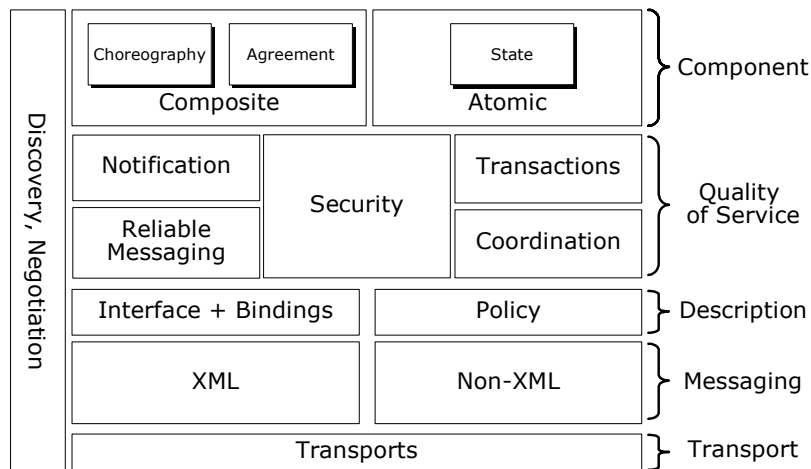 Discovery, Negotiation
Choreography
Agreement
State
Composite
Atomic
Component
Notification
Reliable
Messaging
Security
Transactions
Coordination
Quality
of Service
Interface + Bindings
Policy
Description
XML
Non-XML
Messaging
Transports
Transport